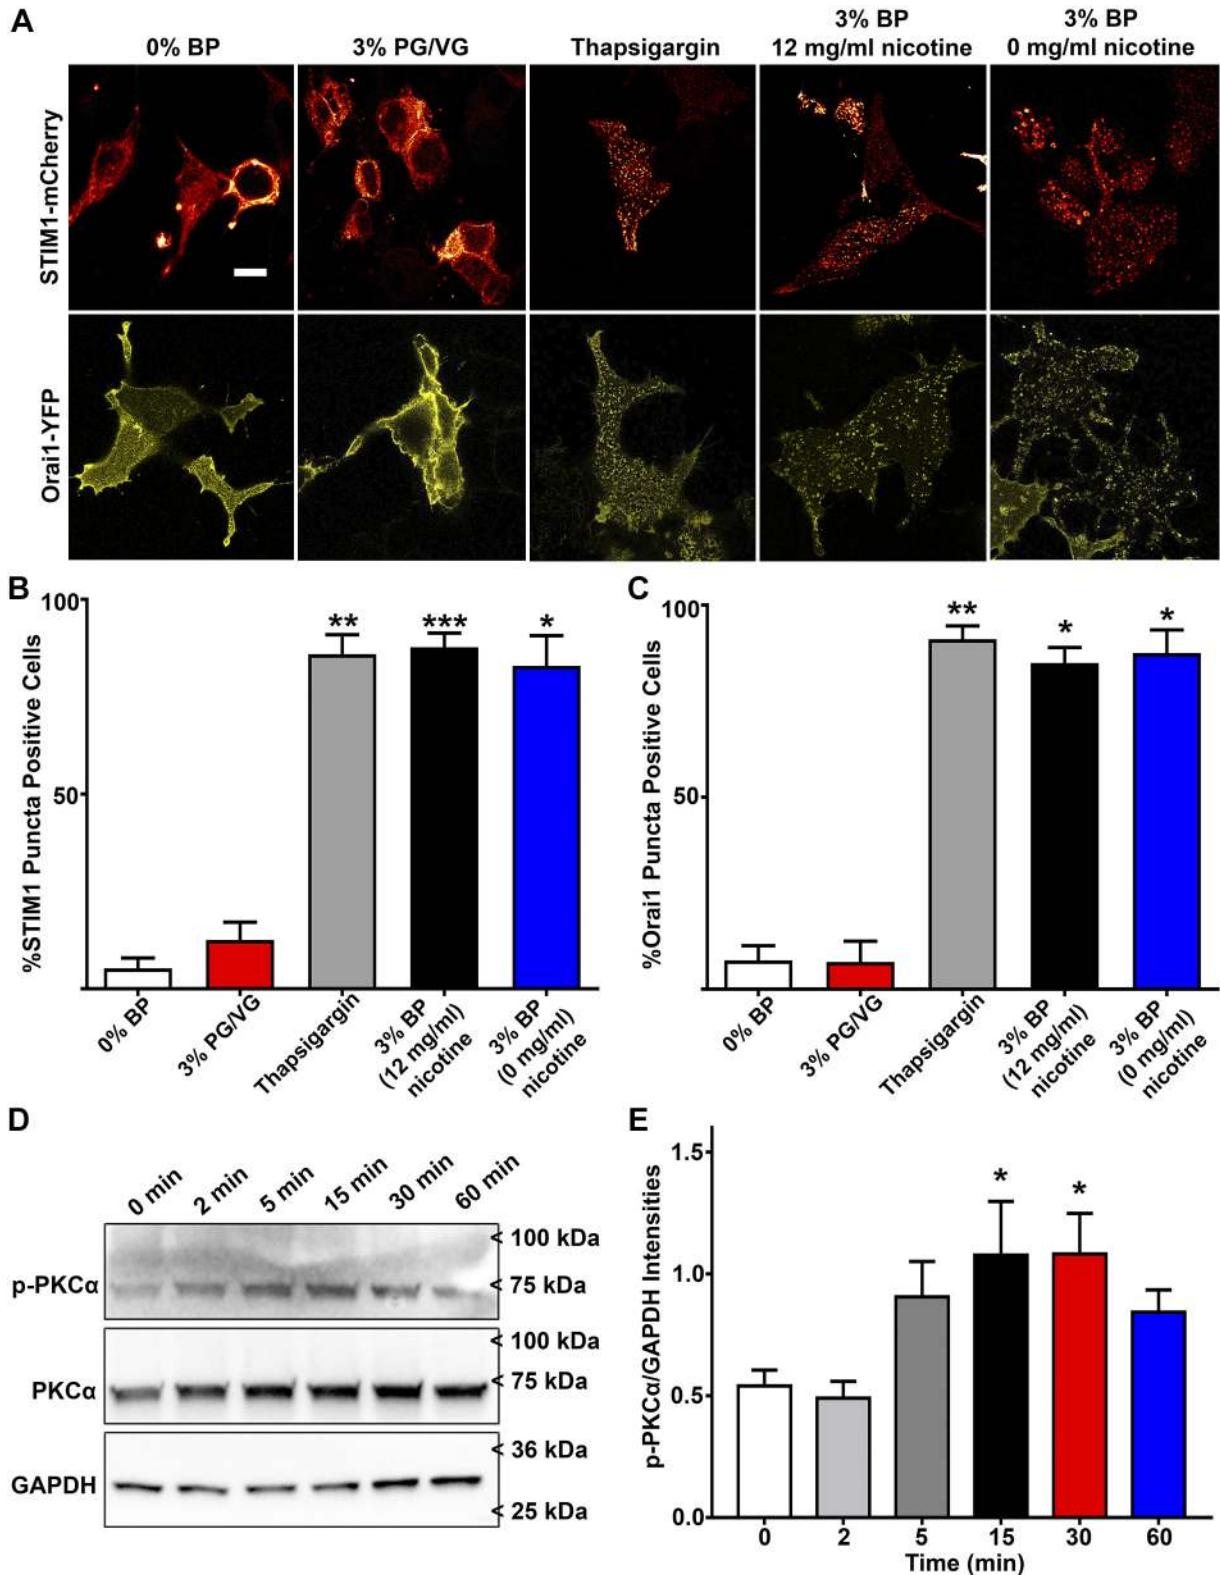 A
0% BP
3% PG/VG
Thapsigargin
3% BP
12 mg/ml nicotine
3% BP
0 mg/ml nicotine
STIM1-mCherry
Orai1-YFP
B
%STIM1 Puncta Positive Cells
100
50
** *** *
0% BP
3% PG/VG
Thapsigargin
3% BP
(12 mg/ml)
nicotine
3% BP
(0 mg/ml)
nicotine
C
%Orai1 Puncta Positive Cells
100
50
** * *
0% BP
3% PG/VG
Thapsigargin
3% BP
(12 mg/ml)
nicotine
3% BP
(0 mg/ml)
nicotine
D
0 min 2 min 5 min 15 min 30 min 60 min
p-PKCα
< 100 kDa
< 75 kDa
PKCα
< 100 kDa
< 75 kDa
GAPDH
< 36 kDa
< 25 kDa
E
p-PKCα/GAPDH Intensities
1.5
1.0
0.5
0.0
* *
0 2 5 15 30 60
Time (min)